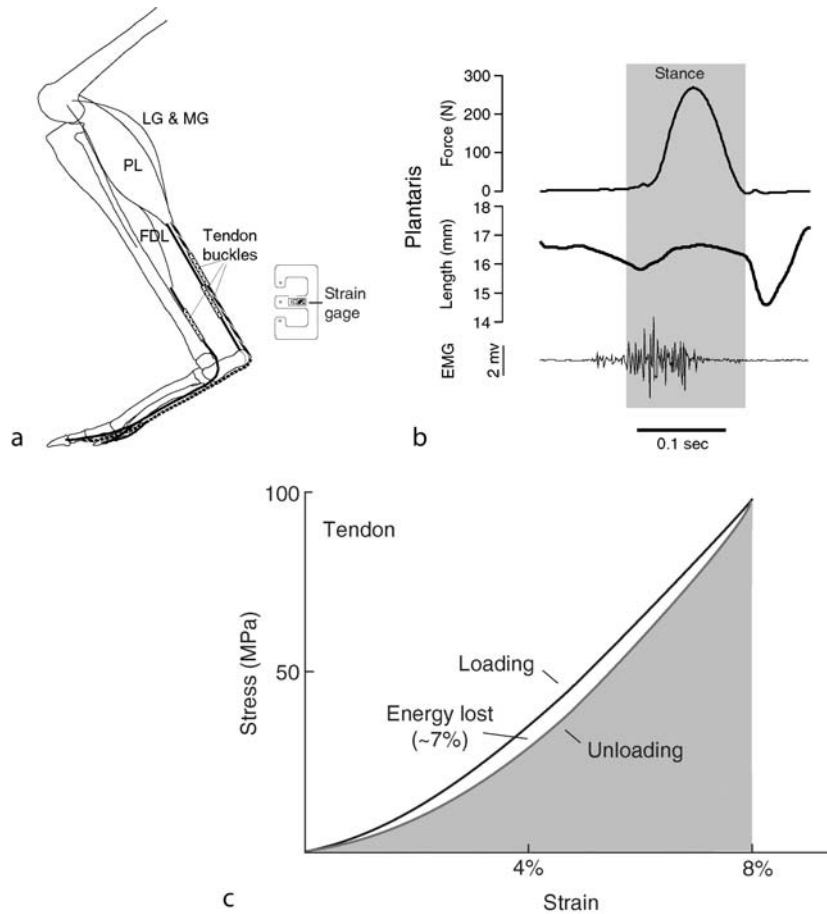 LG & MG
PL
FDL
Tendon
buckles
Strain
gage
a
Stance
Plantaris
Force (N)
300
200
100
0
Length (mm)
18
17
16
15
14
EMG
2 mv
0.1 sec
b
Tendon
Stress (MPa)
100
50
Loading
Energy lost
(~7%)
Unloading
4%
8%
Strain
c